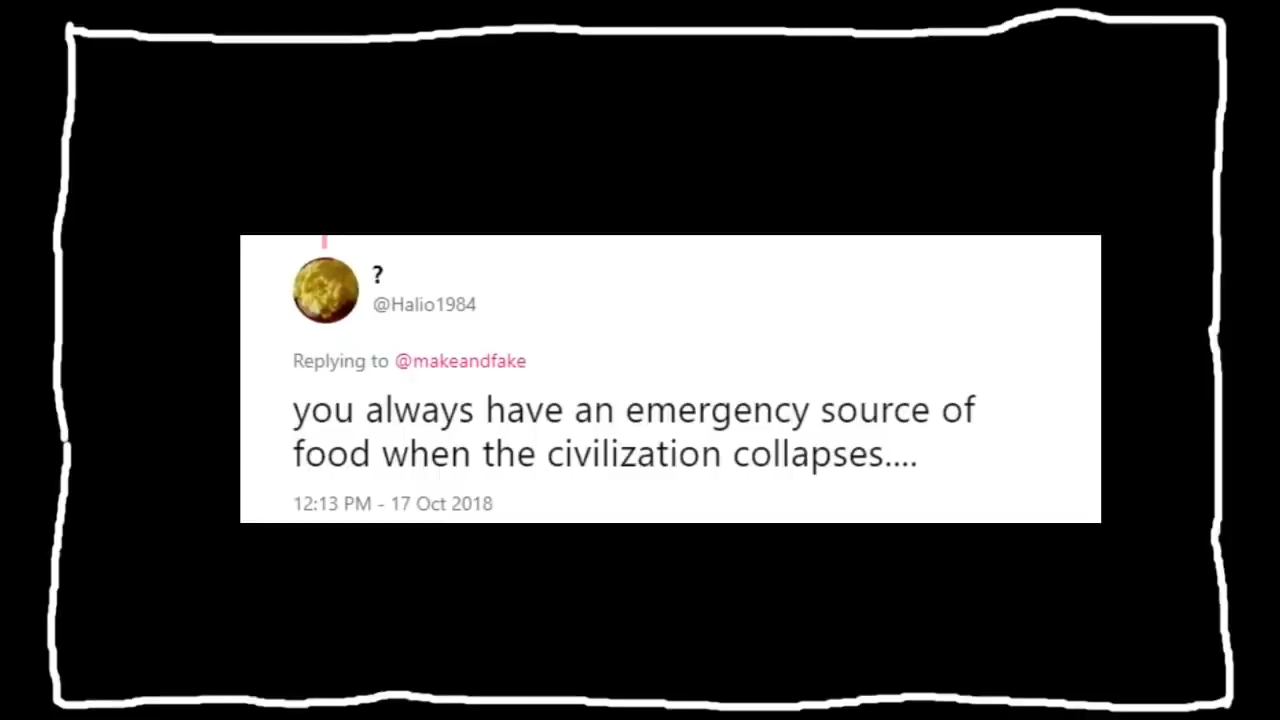 ?
@Halio1984
Replying to @makeandfake
you always have an emergency source of
food when the civilization collapses....
12:13 PM - 17 Oct 2018